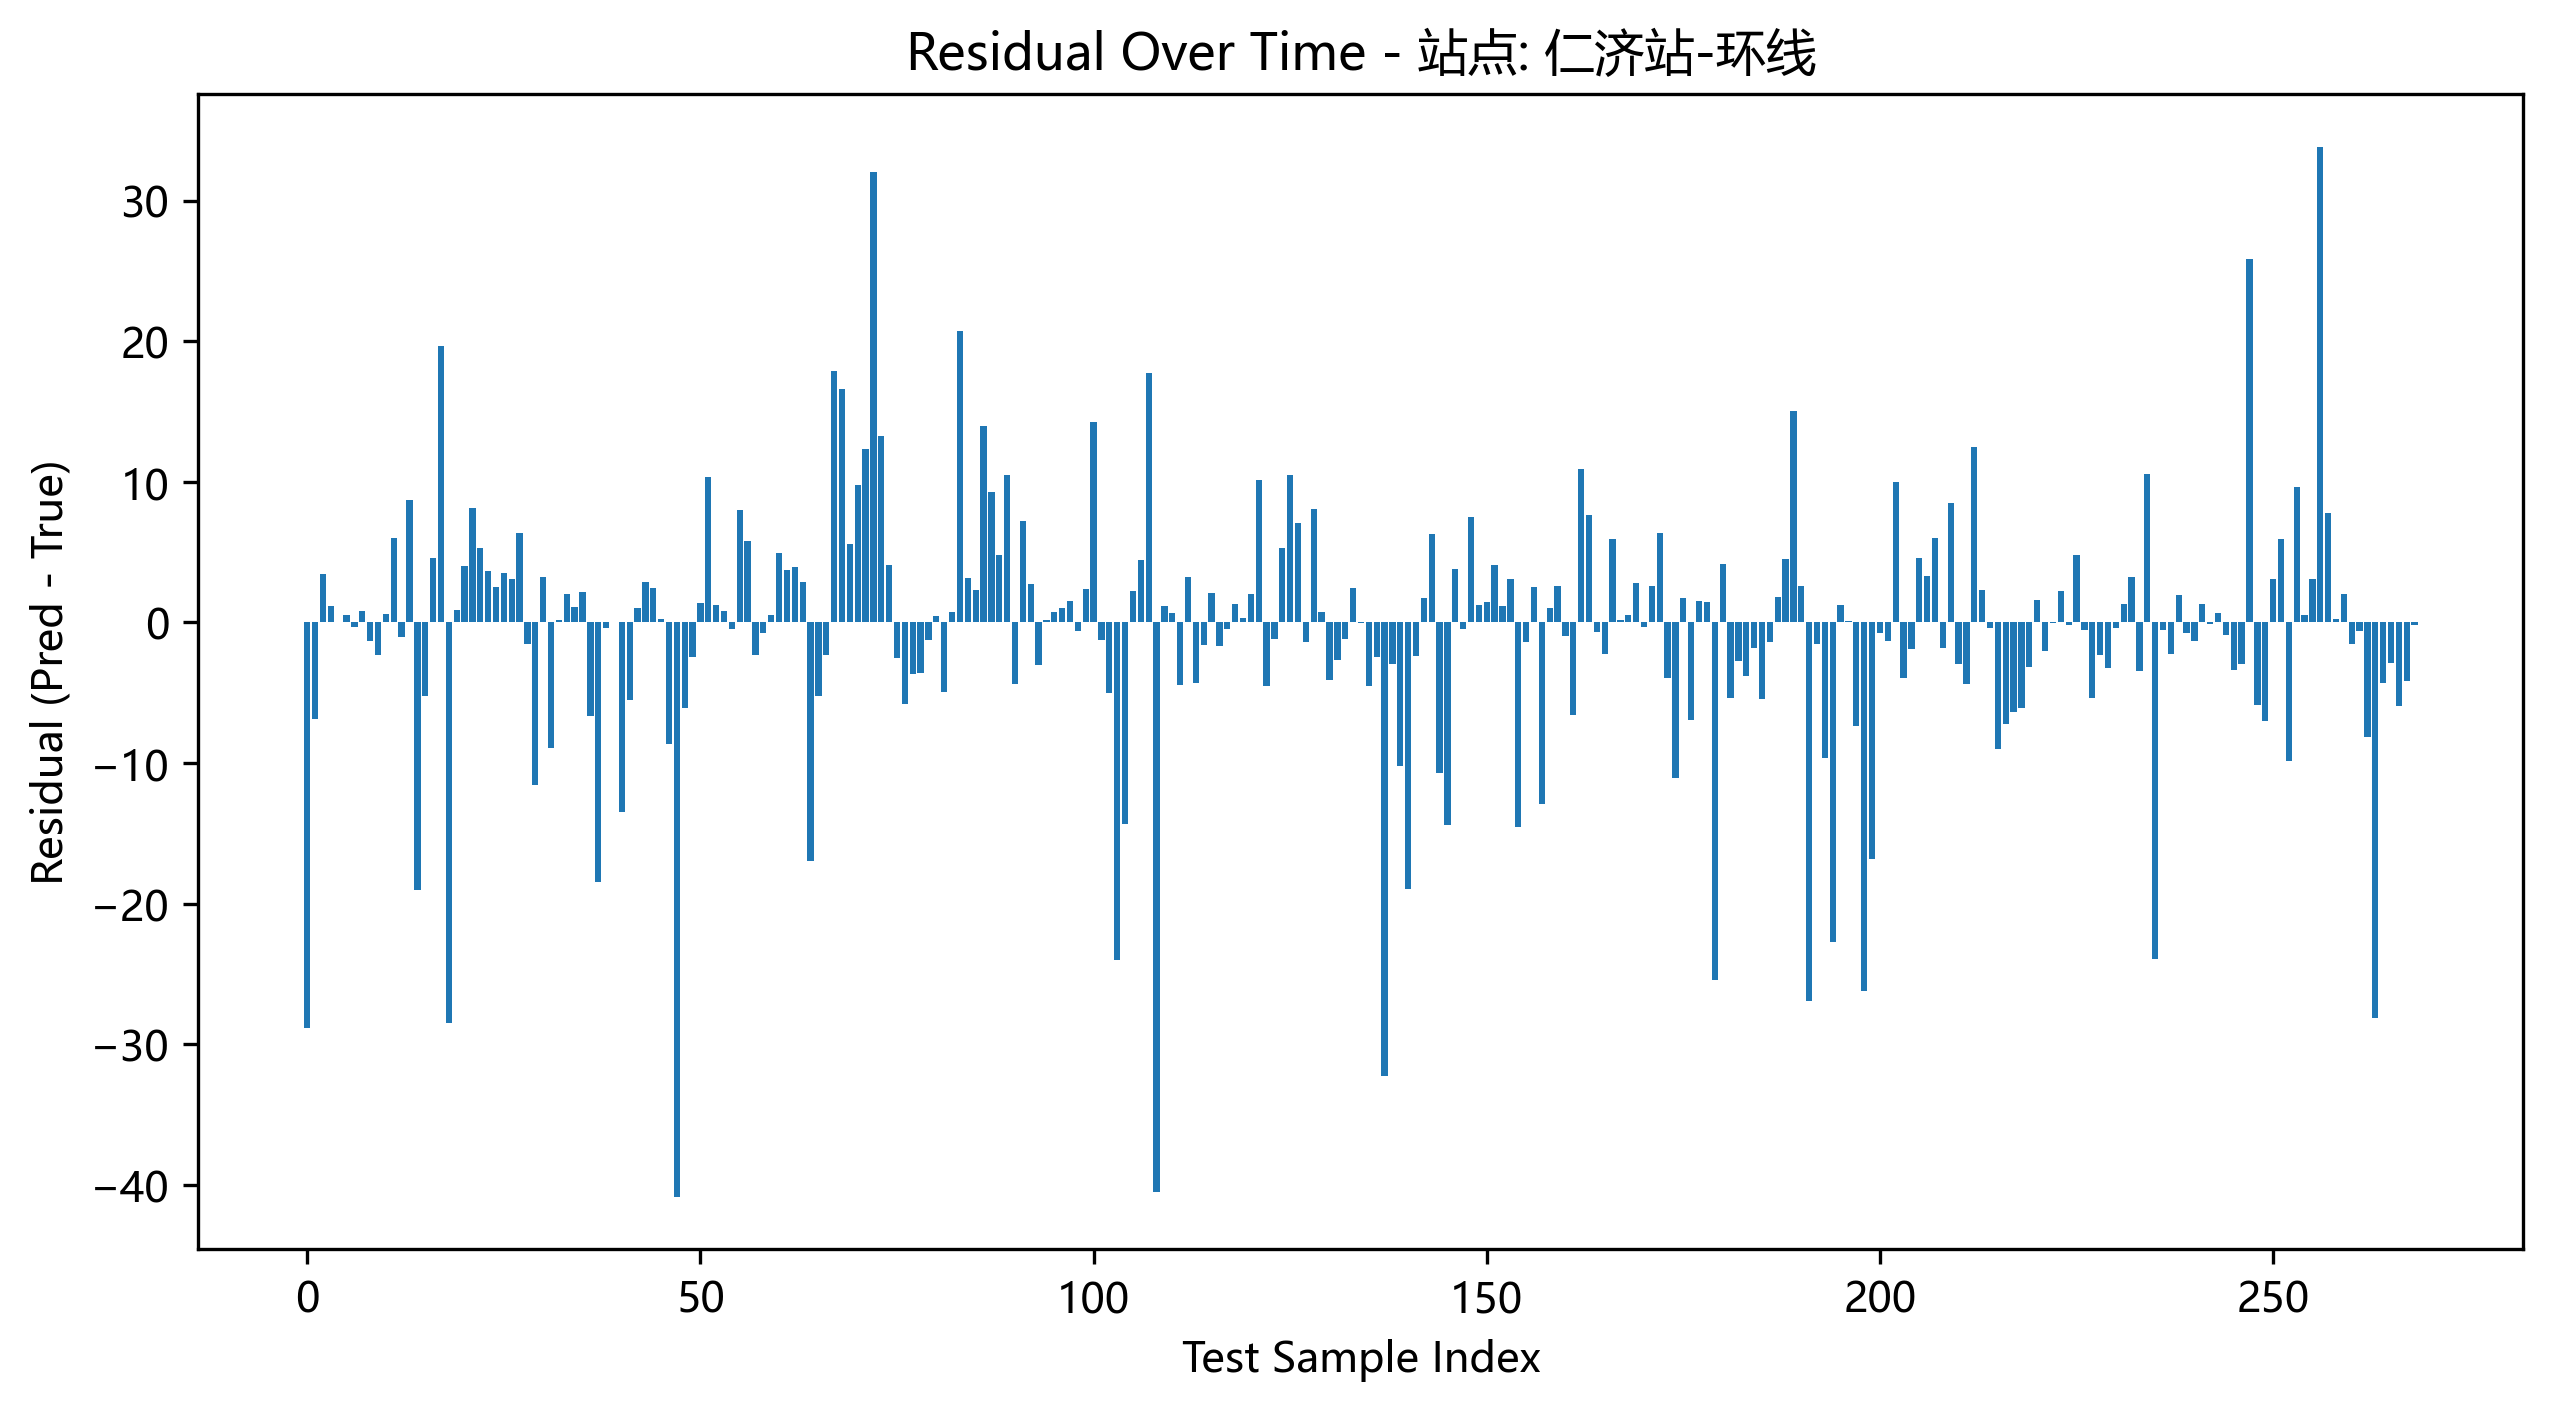 Residual Over Time - 站点: 仁济站-环线
Residual (Pred - True)
30
20
10
0
−10
−20
−30
−40
0 50 100 150 200 250
Test Sample Index